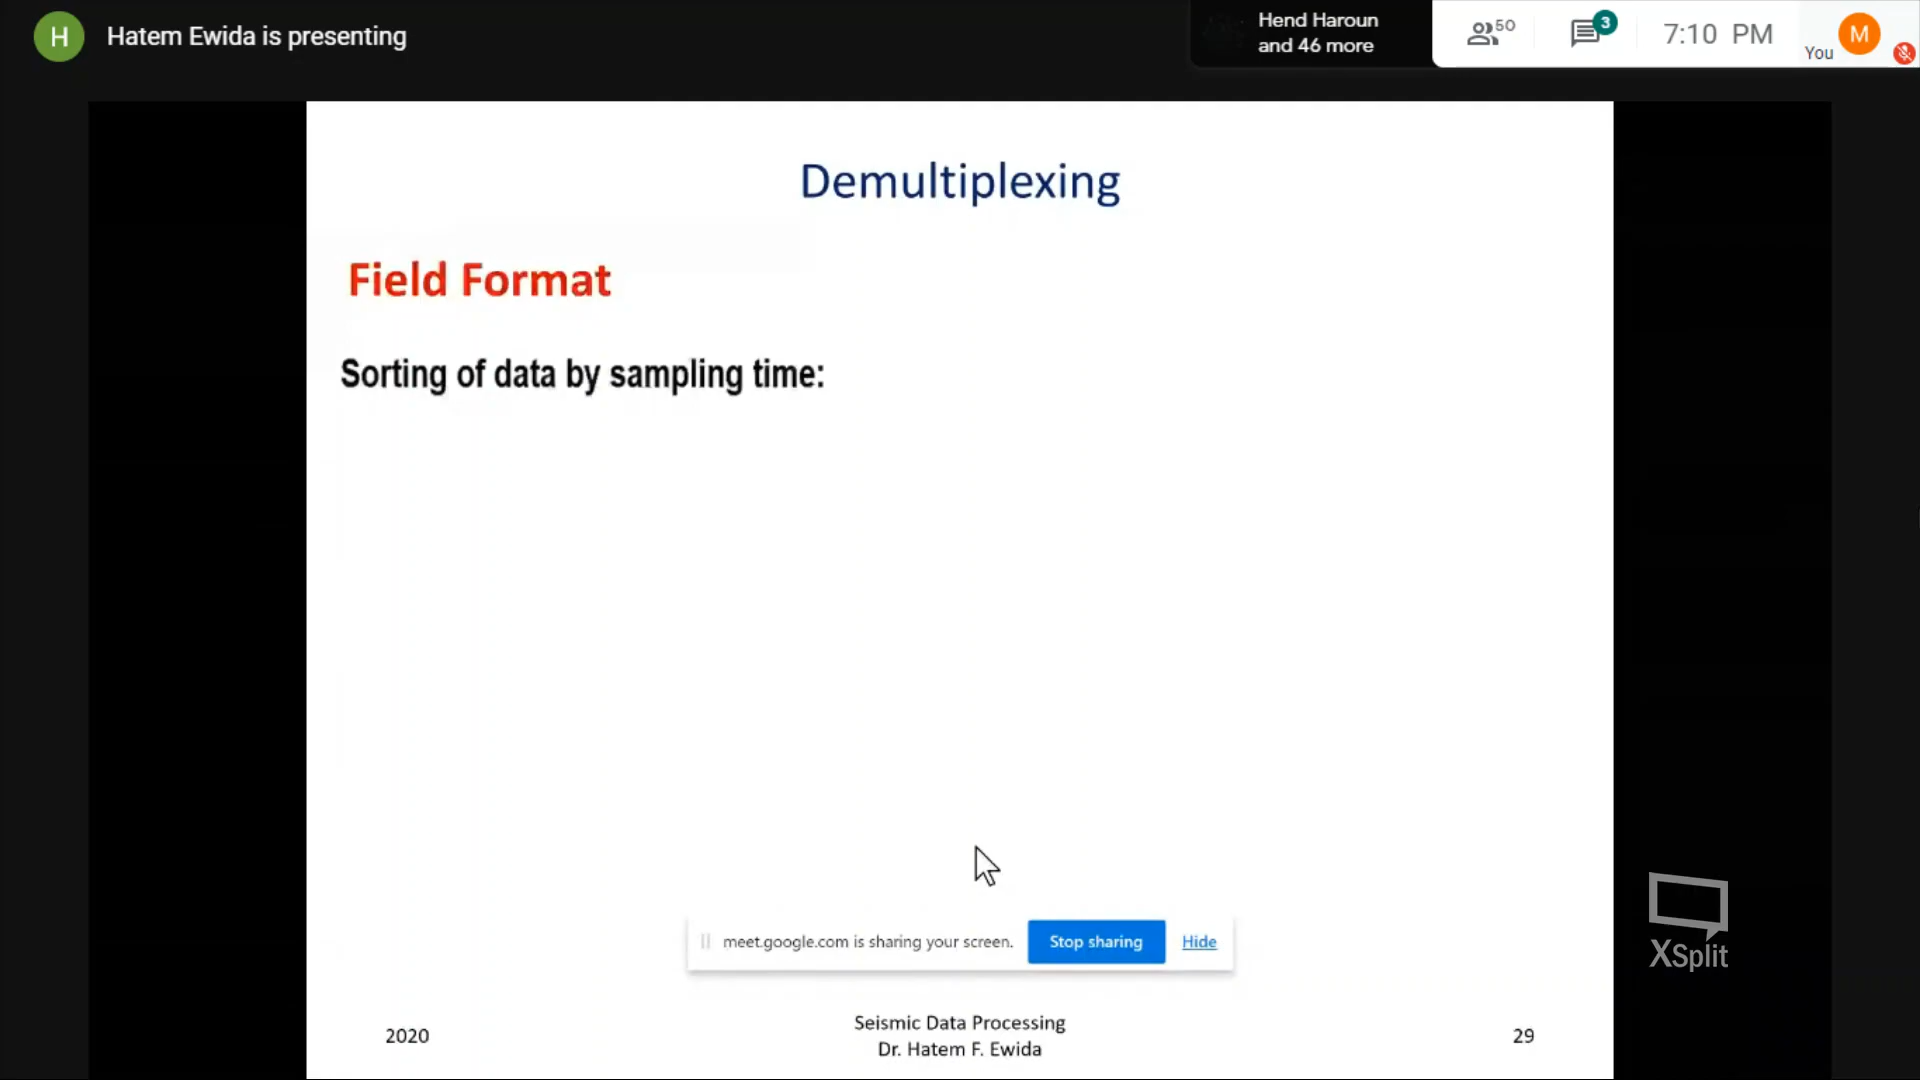 H
Hatem Ewida is presenting
Hend Haroun
and 46 more
50
3
7:10 PM
You
M
Demultiplexing
Field Format
Sorting of data by sampling time:
meet.google.com is sharing your screen.
Stop sharing
Hide
XSplit
2020
Seismic Data Processing
Dr. Hatem F. Ewida
29